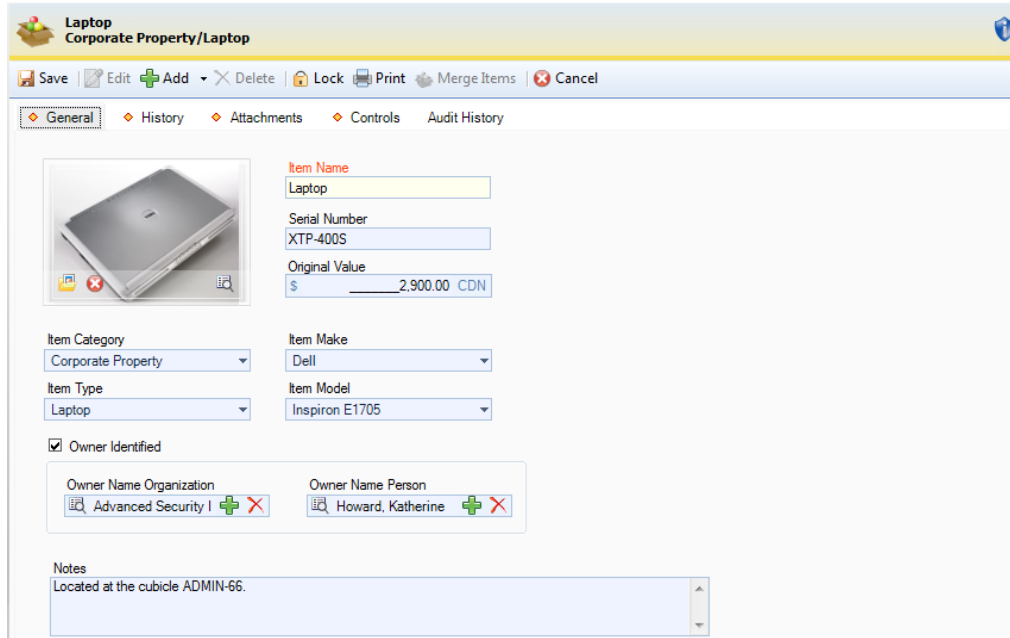 Laptop
Corporate Property/Laptop
Save Edit Add Delete Lock Print Merge Items Cancel
General History Attachments Controls Audit History
Item Name
Laptop
Serial Number
XTP-400S
Original Value
$ _______2,900.00 CDN
Item Category Item Make
Corporate Property Dell
Item Type Item Model
Laptop Inspiron E1705
Owner Identified
Owner Name Organization Owner Name Person
Advanced Security I Howard, Katherine
Notes
Located at the cubicle ADMIN-66.